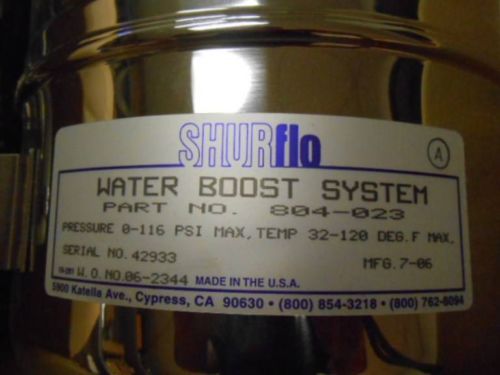 SHURflo
A
WATER BOOST SYSTEM
PART NO. 804-023
PRESSURE 0-116 PSI MAX, TEMP 32-120 DEG.F MAX.
SERIAL NO. 42933
MFG. 7-06
W.O.NO.06-2344 MADE IN THE U.S.A.
5900 Katella Ave., Cypress, CA 90630 • (800) 854-3218 • (800) 762-8094